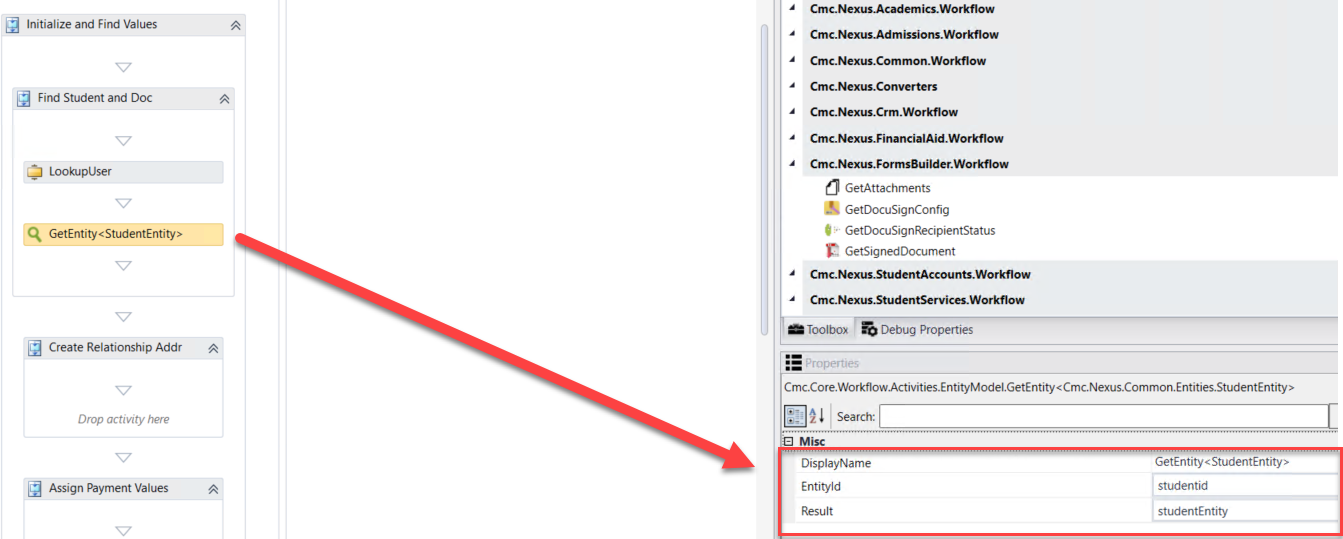 Initialize and Find Values
Find Student and Doc
LookupUser
GetEntity<StudentEntity>
Create Relationship Addr
Drop activity here
Assign Payment Values
Cmc.Nexus.Academics.Workflow
Cmc.Nexus.Admissions.Workflow
Cmc.Nexus.Common.Workflow
Cmc.Nexus.Converters
Cmc.Nexus.Crm.Workflow
Cmc.Nexus.FinancialAid.Workflow
Cmc.Nexus.FormsBuilder.Workflow
GetAttachments
GetDocuSignConfig
GetDocuSignRecipientStatus
GetSignedDocument
Cmc.Nexus.StudentAccounts.Workflow
Cmc.Nexus.StudentServices.Workflow
Toolbox Debug Properties
Properties
Cmc.Core.Workflow.Activities.EntityModel.GetEntity<Cmc.Nexus.Common.Entities.StudentEntity>
Search:
Misc
DisplayName GetEntity<StudentEntity>
EntityId studentid
Result studentEntity